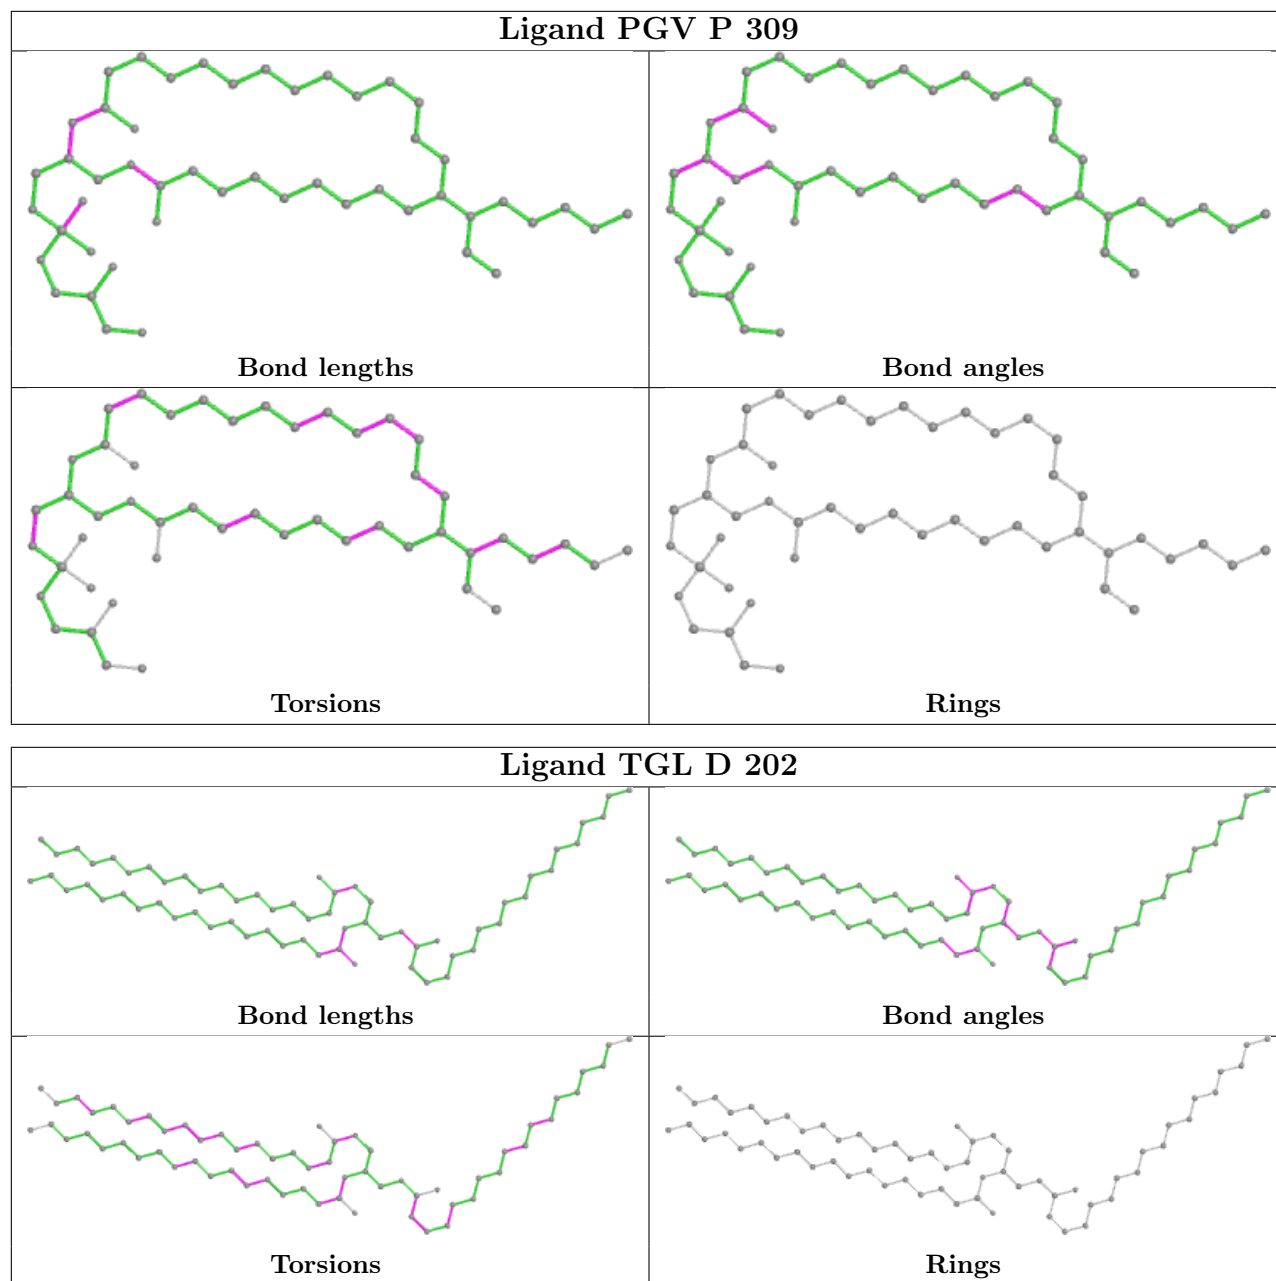 Ligand PGV P 309
Bond lengths
Bond angles
Torsions
Rings
Ligand TGL D 202
Bond lengths
Bond angles
Torsions
Rings